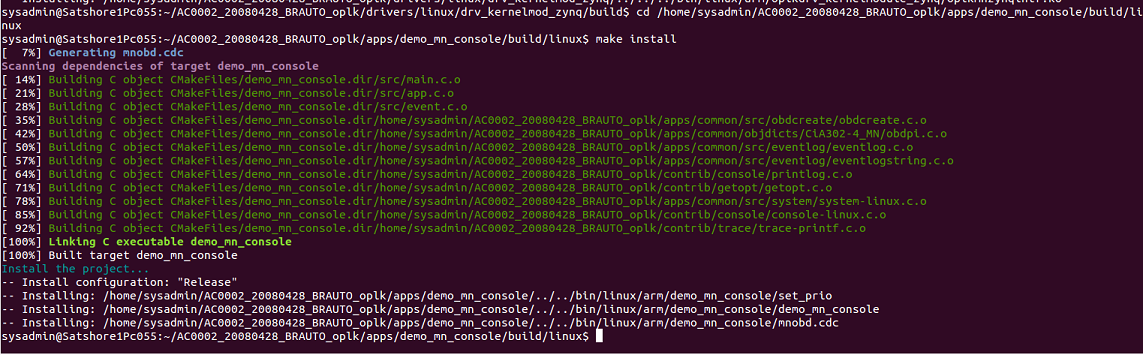 sysadmin@Satshore1Pc055:~/AC0002_20080428_BRAUTO_oplk/drivers/linux/drv_kernelmod_zynq/build$ cd /home/sysadmin/AC0002_20080428_BRAUTO_oplk/apps/demo_mn_console/build/li
nux
sysadmin@Satshore1Pc055:~/AC0002_20080428_BRAUTO_oplk/apps/demo_mn_console/build/linux$ make install
[  7%] Generating mnobd.cdc
Scanning dependencies of target demo_mn_console
[ 14%] Building C object CMakeFiles/demo_mn_console.dir/src/main.c.o
[ 21%] Building C object CMakeFiles/demo_mn_console.dir/src/app.c.o
[ 28%] Building C object CMakeFiles/demo_mn_console.dir/src/event.c.o
[ 35%] Building C object CMakeFiles/demo_mn_console.dir/home/sysadmin/AC0002_20080428_BRAUTO_oplk/apps/common/src/obdcreate/obdcreate.c.o
[ 42%] Building C object CMakeFiles/demo_mn_console.dir/home/sysadmin/AC0002_20080428_BRAUTO_oplk/apps/common/objdicts/CiA302-4_MN/obdpi.c.o
[ 50%] Building C object CMakeFiles/demo_mn_console.dir/home/sysadmin/AC0002_20080428_BRAUTO_oplk/apps/common/src/eventlog/eventlog.c.o
[ 57%] Building C object CMakeFiles/demo_mn_console.dir/home/sysadmin/AC0002_20080428_BRAUTO_oplk/apps/common/src/eventlog/eventlogstring.c.o
[ 64%] Building C object CMakeFiles/demo_mn_console.dir/home/sysadmin/AC0002_20080428_BRAUTO_oplk/contrib/console/printlog.c.o
[ 71%] Building C object CMakeFiles/demo_mn_console.dir/home/sysadmin/AC0002_20080428_BRAUTO_oplk/contrib/getopt/getopt.c.o
[ 78%] Building C object CMakeFiles/demo_mn_console.dir/home/sysadmin/AC0002_20080428_BRAUTO_oplk/apps/common/src/system/system-linux.c.o
[ 85%] Building C object CMakeFiles/demo_mn_console.dir/home/sysadmin/AC0002_20080428_BRAUTO_oplk/contrib/console/console-linux.c.o
[ 92%] Building C object CMakeFiles/demo_mn_console.dir/home/sysadmin/AC0002_20080428_BRAUTO_oplk/contrib/trace/trace-printf.c.o
[100%] Linking C executable demo_mn_console
[100%] Built target demo_mn_console
Install the project...
-- Install configuration: "Release"
-- Installing: /home/sysadmin/AC0002_20080428_BRAUTO_oplk/apps/demo_mn_console/../../bin/linux/arm/demo_mn_console/set_prio
-- Installing: /home/sysadmin/AC0002_20080428_BRAUTO_oplk/apps/demo_mn_console/../../bin/linux/arm/demo_mn_console/demo_mn_console
-- Installing: /home/sysadmin/AC0002_20080428_BRAUTO_oplk/apps/demo_mn_console/../../bin/linux/arm/demo_mn_console/mnobd.cdc
sysadmin@Satshore1Pc055:~/AC0002_20080428_BRAUTO_oplk/apps/demo_mn_console/build/linux$